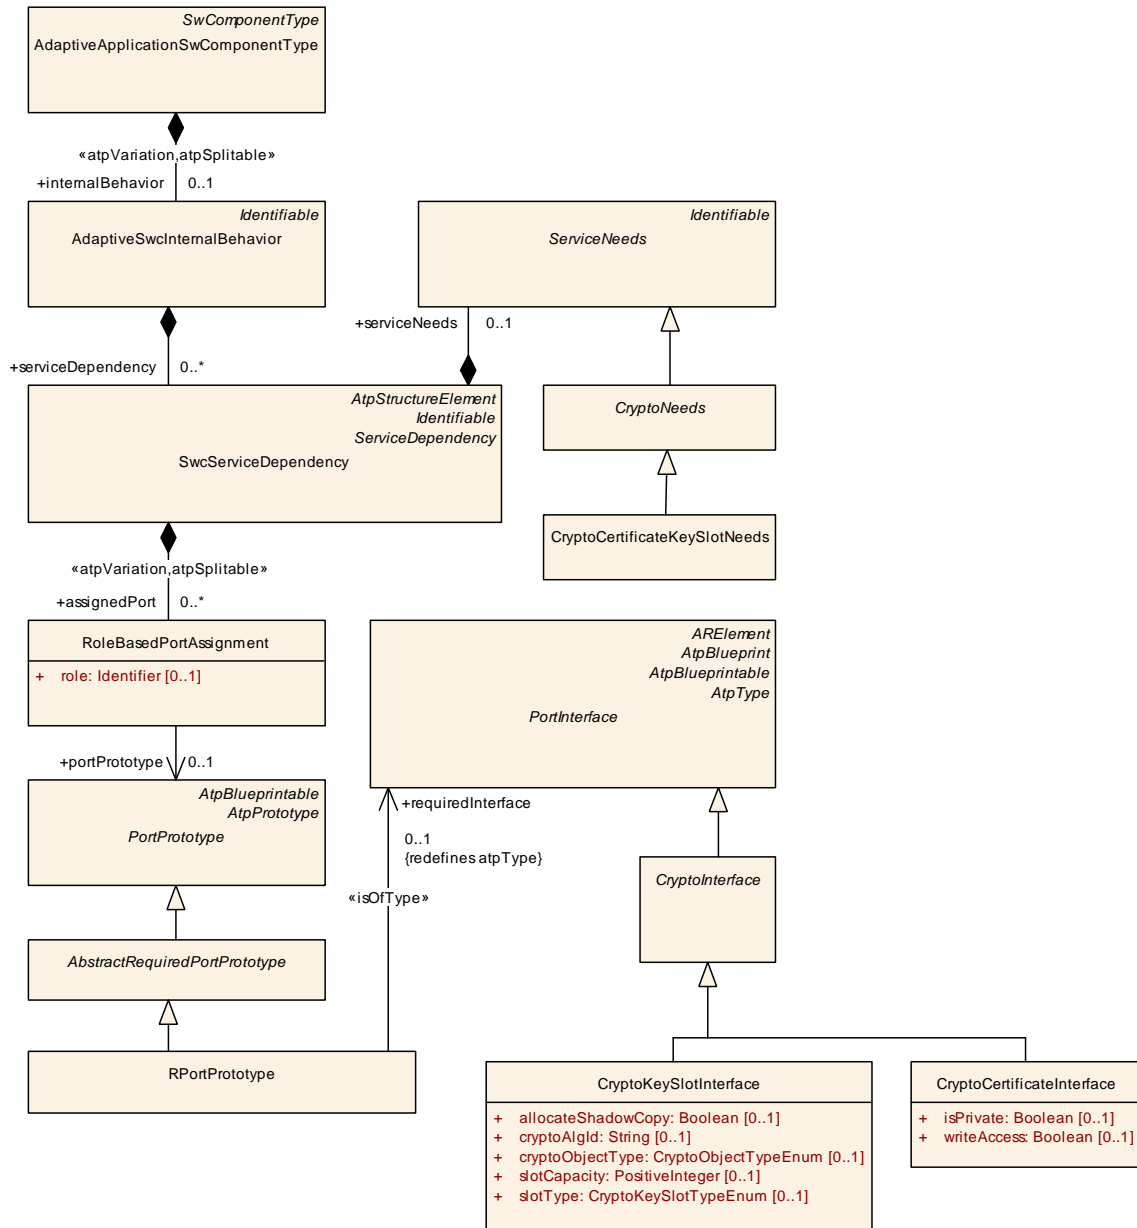 SwComponentType
AdaptiveApplicationSwComponentType
«atpVariation,atpSplitable»
+internalBehavior 0..1
Identifiable
AdaptiveSwcInternalBehavior
Identifiable
ServiceNeeds
+serviceNeeds 0..1
+serviceDependency 0..*
AtpStructureElement
Identifiable
ServiceDependency
SwcServiceDependency
CryptoNeeds
CryptoCertificateKeySlotNeeds
«atpVariation,atpSplitable»
+assignedPort 0..*
RoleBasedPortAssignment
+ role: Identifier [0..1]
ARElement
AtpBlueprint
AtpBlueprintable
AtpType
PortInterface
+portPrototype 0..1
AtpBlueprintable
AtpPrototype
PortPrototype
+requiredInterface
0..1
{redefines atpType}
«isOfType»
CryptoInterface
AbstractRequiredPortPrototype
RPortPrototype
CryptoKeySlotInterface
+ allocateShadowCopy: Boolean [0..1]
+ cryptoAlgId: String [0..1]
+ cryptoObjectType: CryptoObjectTypeEnum [0..1]
+ slotCapacity: PositiveInteger [0..1]
+ slotType: CryptoKeySlotTypeEnum [0..1]
CryptoCertificateInterface
+ isPrivate: Boolean [0..1]
+ writeAccess: Boolean [0..1]